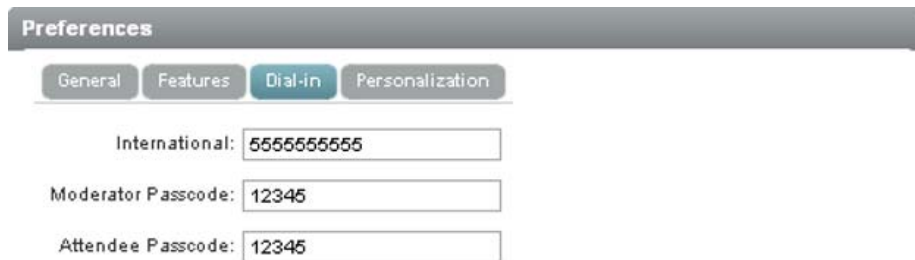 Preferences
General Features Dial-in Personalization
International: 5555555555
Moderator Passcode: 12345
Attendee Passcode: 12345